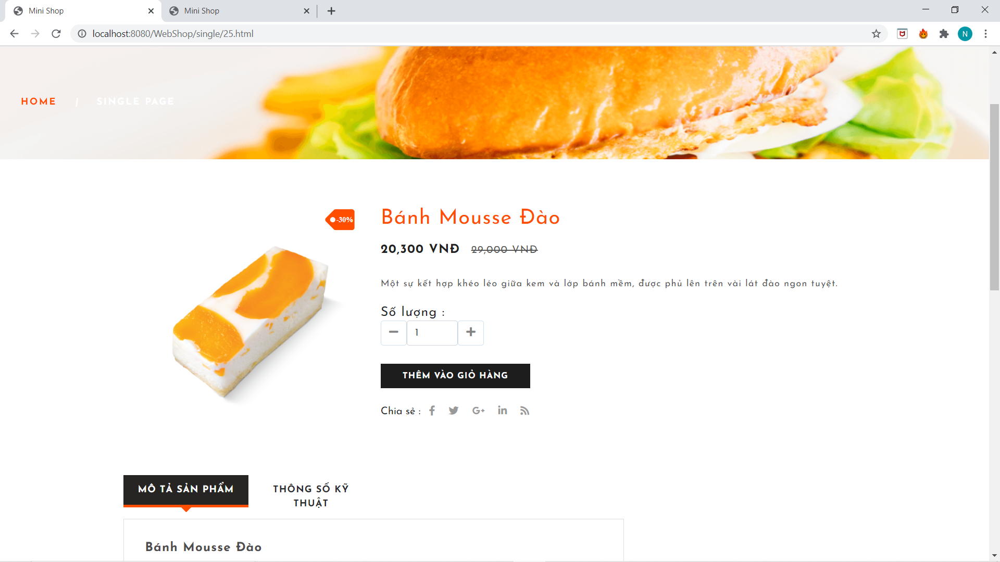 Mini Shop
Mini Shop
localhost:8080/WebShop/single/25.html
N
HOME | SINGLE PAGE
-30%
Bánh Mousse Đào
20,300 VNĐ 29,000 VNĐ
Một sự kết hợp khéo léo giữa kem và lớp bánh mềm, được phủ lên trên vài lát đào ngon tuyệt.
Số lượng :
1
THÊM VÀO GIỎ HÀNG
Chia sẻ :
MÔ TẢ SẢN PHẨM
THÔNG SỐ KỸ
THUẬT
Bánh Mousse Đào